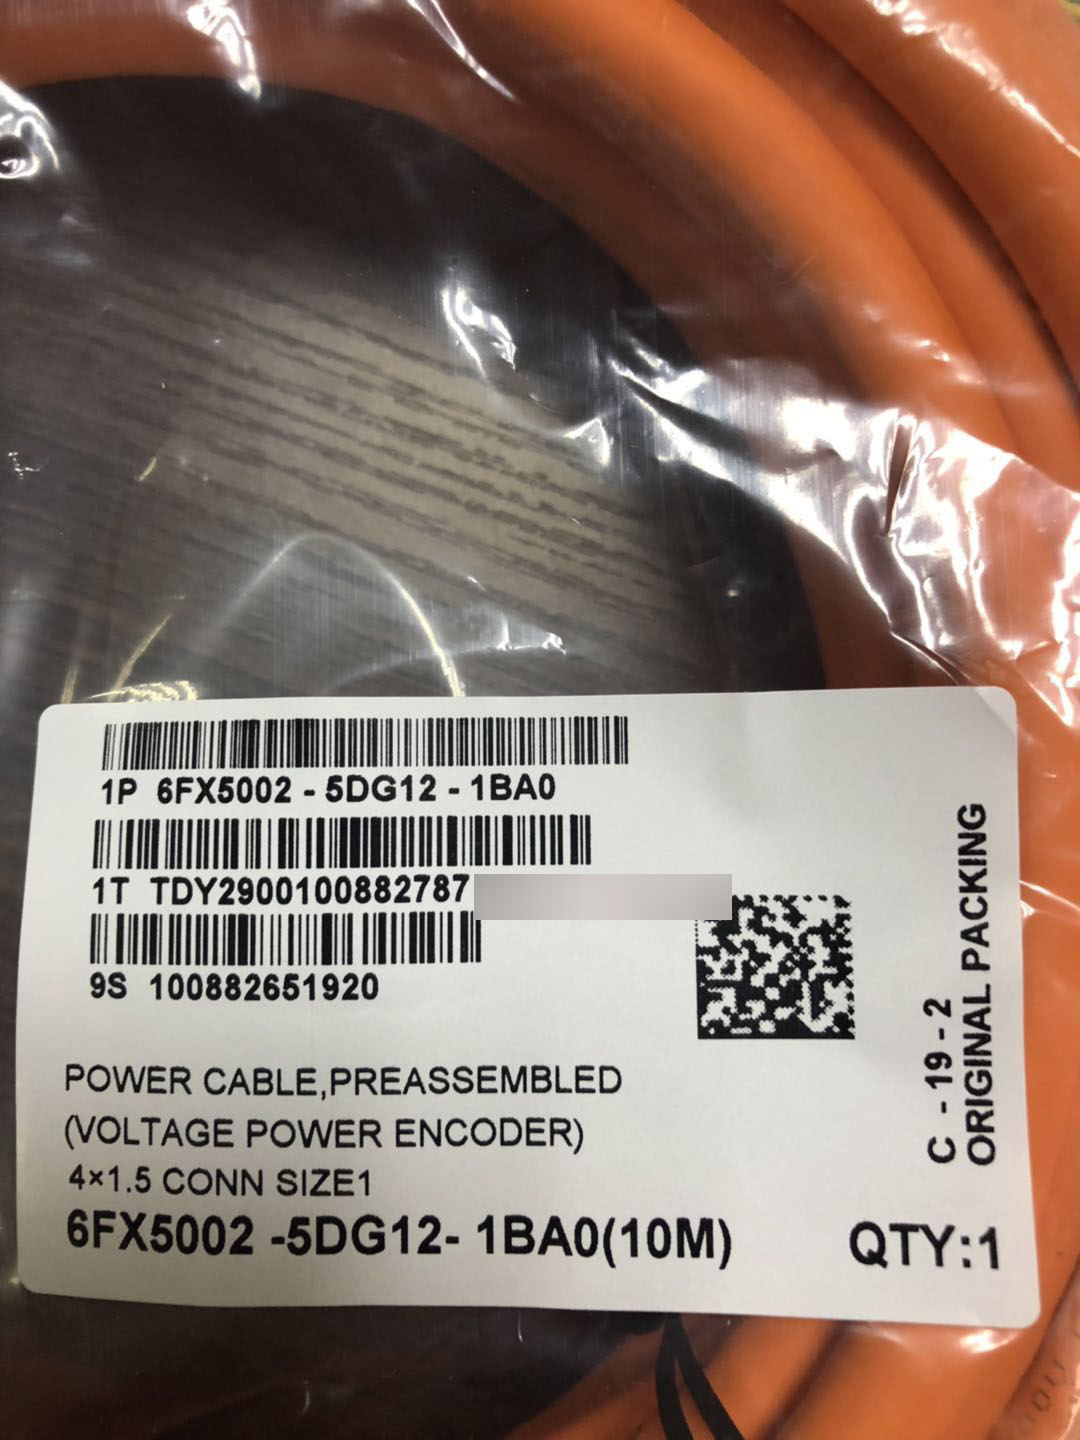 1P 6FX5002 - 5DG12 - 1BA0
1T TDY2900100882787
9S 100882651920
POWER CABLE,PREASSEMBLED
(VOLTAGE POWER ENCODER)
4×1.5 CONN SIZE1
6FX5002 -5DG12- 1BA0(10M)
QTY:1
C - 19 - 2
ORIGINAL PACKING